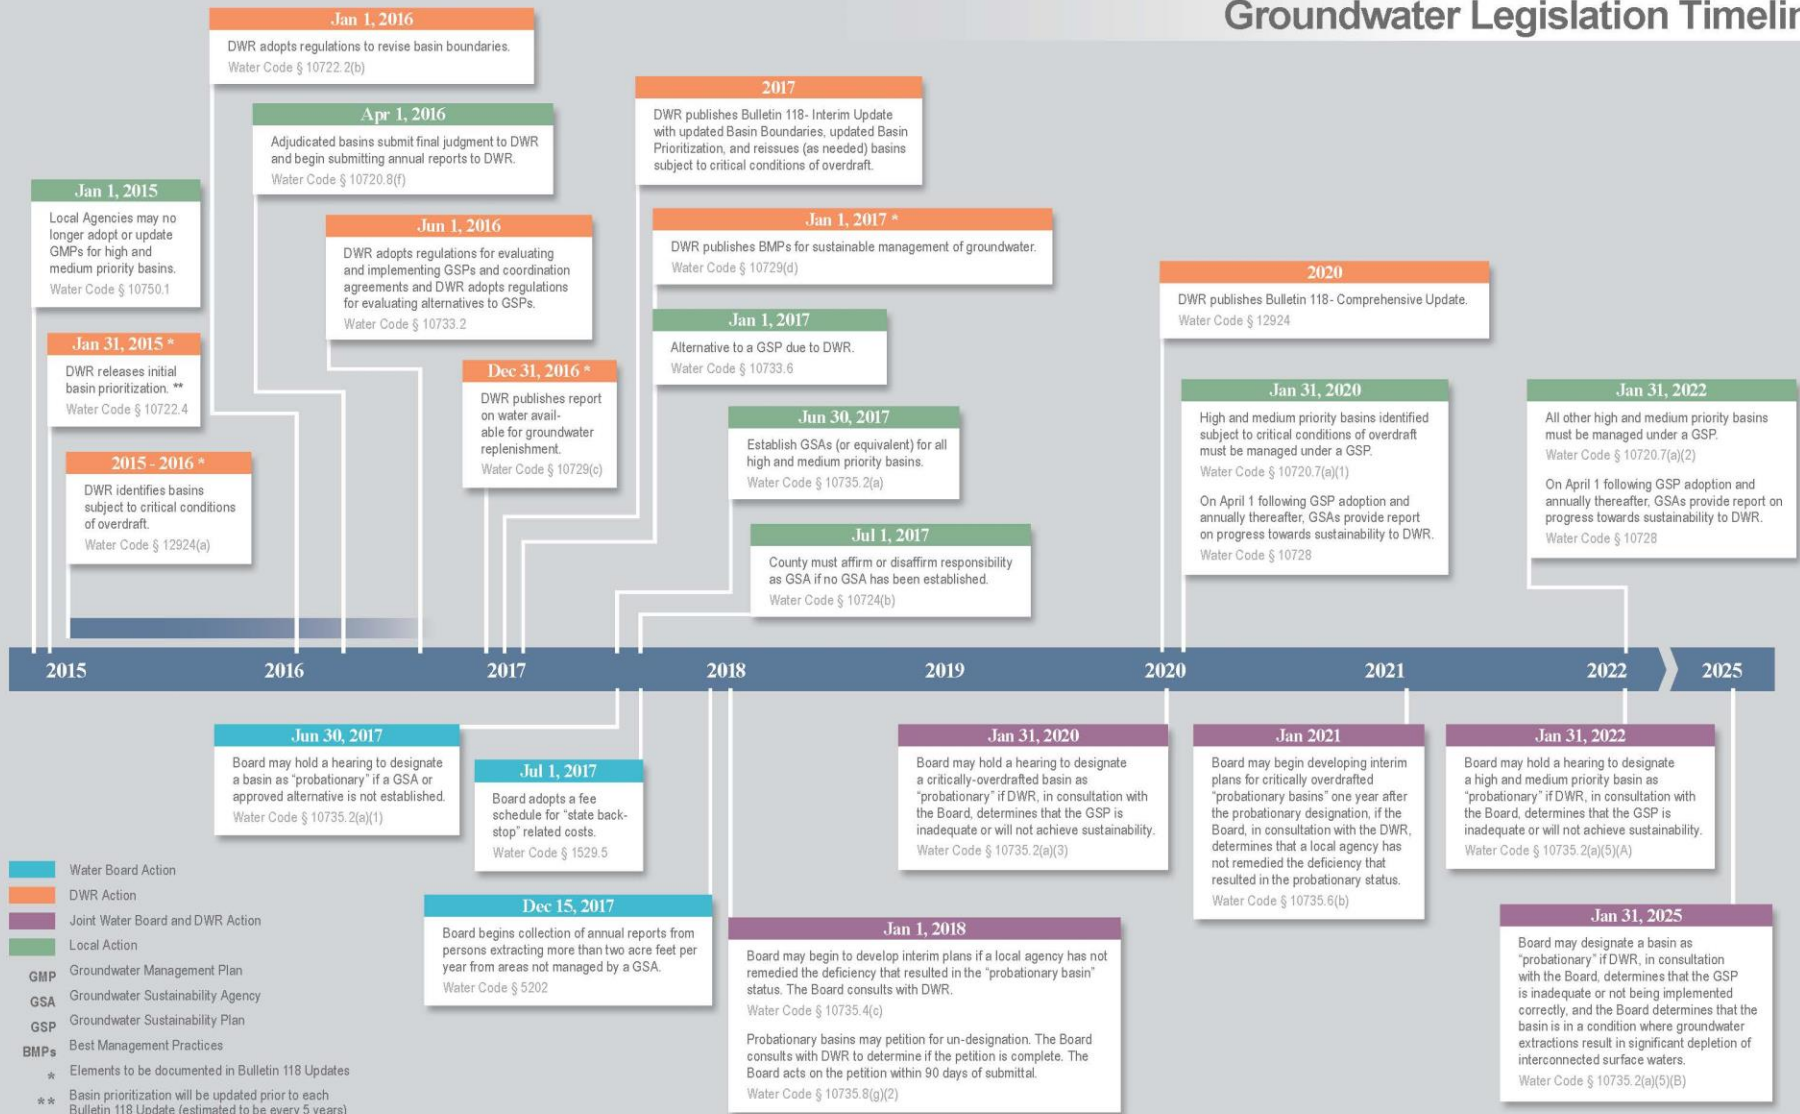 Groundwater Legislation
Jan 1, 2016
DWR adopts regulations to revise basin boundaries.
Water Code § 10722.2(b)
Apr 1, 2016
Adjudicated basins submit final judgment to DWR
and begin submitting annual reports to DWR.
Water Code § 10720.8(f)
Jan 1, 2015
Local Agencies may no
longer adopt or update
GMPs for high and
medium priority basins.
Water Code § 10750.1
Jun 1, 2016
DWR adopts regulations for evaluating
and implementing GSPs and coordination
agreements and DWR adopts regulations
for evaluating alternatives to GSPs.
Water Code § 10733.2
Jan 31, 2015 *
DWR releases initial
basin prioritization. **
Water Code § 10722.4
2015 - 2016 *
DWR identifies basins
subject to critical conditions
of overdraft.
Water Code § 12924(a)
Dec 31, 2016 *
DWR publishes report
on water avail-
able for groundwater
replenishment.
Water Code § 10729(c)
2017
DWR publishes Bulletin 118- Interim Update
with updated Basin Boundaries, updated Basin
Prioritization, and reissues (as needed) basins
subject to critical conditions of overdraft.
Jan 1, 2017 *
DWR publishes BMPs for sustainable management of groundwater.
Water Code § 10729(d)
Jan 1, 2017
Alternative to a GSP due to DWR.
Water Code § 10733.6
Jun 30, 2017
Establish GSAs (or equivalent) for all
high and medium priority basins.
Water Code § 10735.2(a)
Jul 1, 2017
County must affirm or disaffirm responsibility
as GSA if no GSA has been established.
Water Code § 10724(b)
2020
DWR publishes Bulletin 118- Comprehensive Update.
Water Code § 12924
Jan 31, 2020
High and medium priority basins identified
subject to critical conditions of overdraft
must be managed under a GSP.
Water Code § 10720.7(a)(1)
On April 1 following GSP adoption and
annually thereafter, GSAs provide report
on progress towards sustainability to DWR.
Water Code § 10728
Jan 31, 2022
All other high and medium priority basins
must be managed under a GSP.
Water Code § 10720.7(a)(2)
On April 1 following GSP adoption and
annually thereafter, GSAs provide report on
progress towards sustainability to DWR.
Water Code § 10728
2015 2016 2017 2018 2019 2020 2021 2022 2025
Jun 30, 2017
Board may hold a hearing to designate
a basin as “probationary” if a GSA or
approved alternative is not established.
Water Code § 10735.2(a)(1)
Jul 1, 2017
Board adopts a fee
schedule for “state back-
stop” related costs.
Water Code § 1529.5
Dec 15, 2017
Board begins collection of annual reports from
persons extracting more than two acre feet per
year from areas not managed by a GSA.
Water Code § 5202
Jan 1, 2018
Board may begin to develop interim plans if a local agency has not
remedied the deficiency that resulted in the “probationary basin”
status. The Board consults with DWR.
Water Code § 10735.4(c)
Probationary basins may petition for un-designation. The Board
consults with DWR to determine if the petition is complete. The
Board acts on the petition within 90 days of submittal.
Water Code § 10735.8(g)(2)
Jan 31, 2020
Board may hold a hearing to designate
a critically-overdrafted basin as
“probationary” if DWR, in consultation with
the Board, determines that the GSP is
inadequate or will not achieve sustainability.
Water Code § 10735.2(a)(3)
Jan 2021
Board may begin developing interim
plans for critically overdrafted
“probationary basins” one year after
the probationary designation, if the
Board, in consultation with the DWR,
determines that a local agency has
not remedied the deficiency that
resulted in the probationary status.
Water Code § 10735.6(b)
Jan 31, 2022
Board may hold a hearing to designate
a high and medium priority basin as
“probationary” if DWR, in consultation with
the Board, determines that the GSP is
inadequate or will not achieve sustainability.
Water Code § 10735.2(a)(5)(A)
Jan 31, 2025
Board may designate a basin as
“probationary” if DWR, in consultation
with the Board, determines that the GSP
is inadequate or not being implemented
correctly, and the Board determines that the
basin is in a condition where groundwater
extractions result in significant depletion of
interconnected surface waters.
Water Code § 10735.2(a)(5)(B)
Water Board Action
DWR Action
Joint Water Board and DWR Action
Local Action
GMP Groundwater Management Plan
GSA Groundwater Sustainability Agency
GSP Groundwater Sustainability Plan
BMPs Best Management Practices
* Elements to be documented in Bulletin 118 Updates
** Basin prioritization will be updated prior to each
Bulletin 118 Update (estimated to be every 5 years)